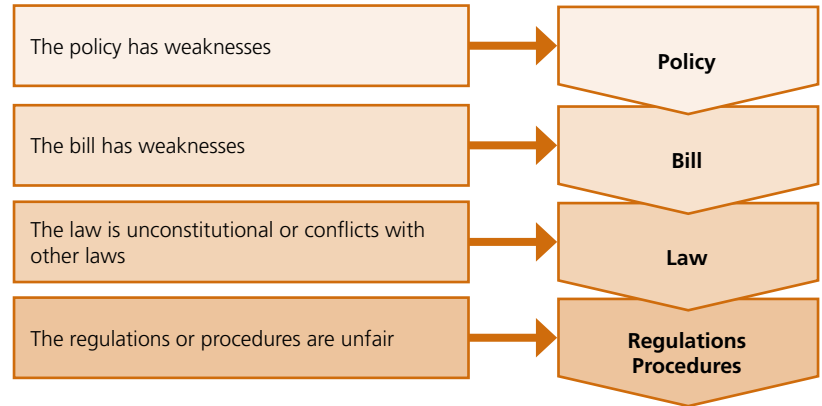 The policy has weaknesses
Policy
The bill has weaknesses
Bill
The law is unconstitutional or conflicts with
other laws
Law
The regulations or procedures are unfair
Regulations
Procedures